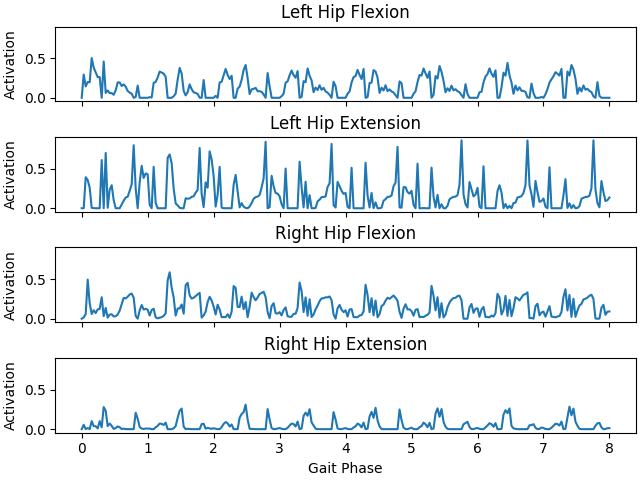 Left Hip Flexion
Activation
0.5
0.0
Left Hip Extension
Activation
0.5
0.0
Right Hip Flexion
Activation
0.5
0.0
Right Hip Extension
Activation
0.5
0.0
0 1 2 3 4 5 6 7 8
Gait Phase